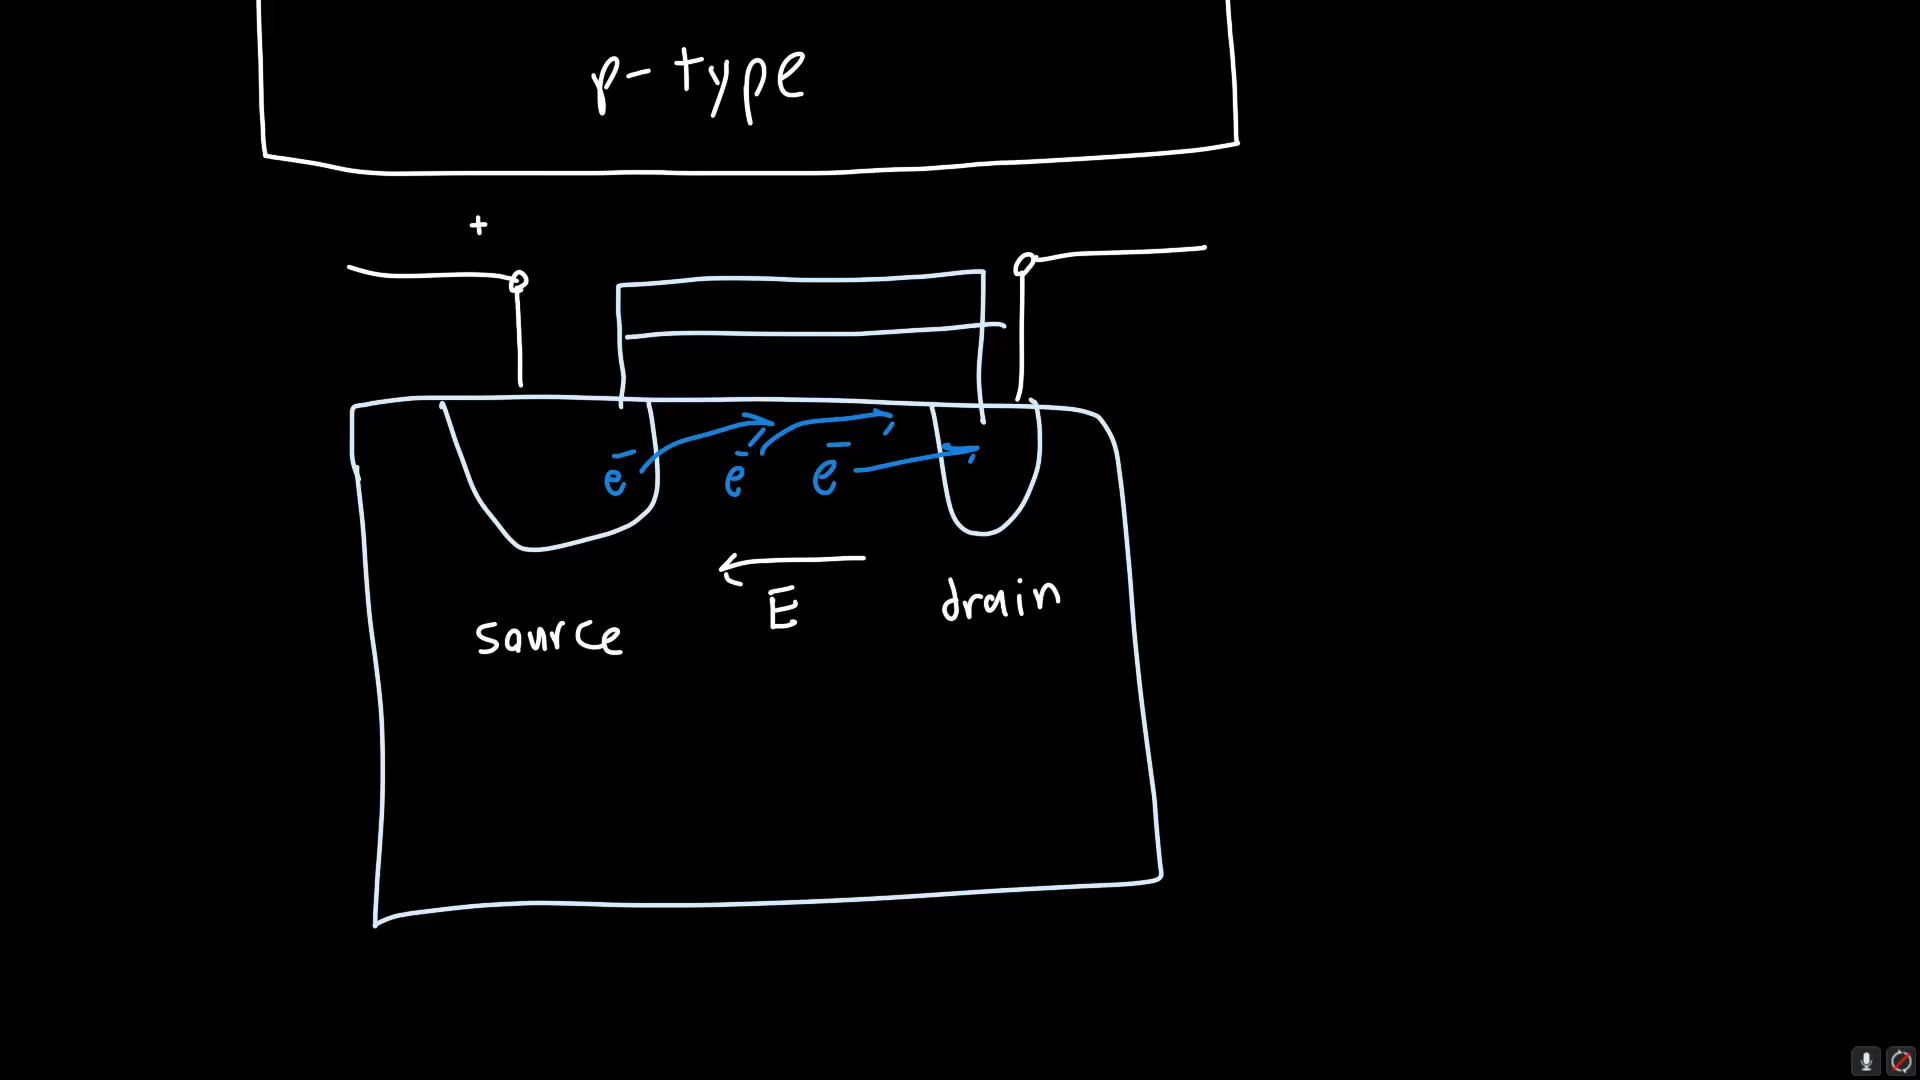 p-type
+
e⁻ e⁻ e⁻
E
drain
source